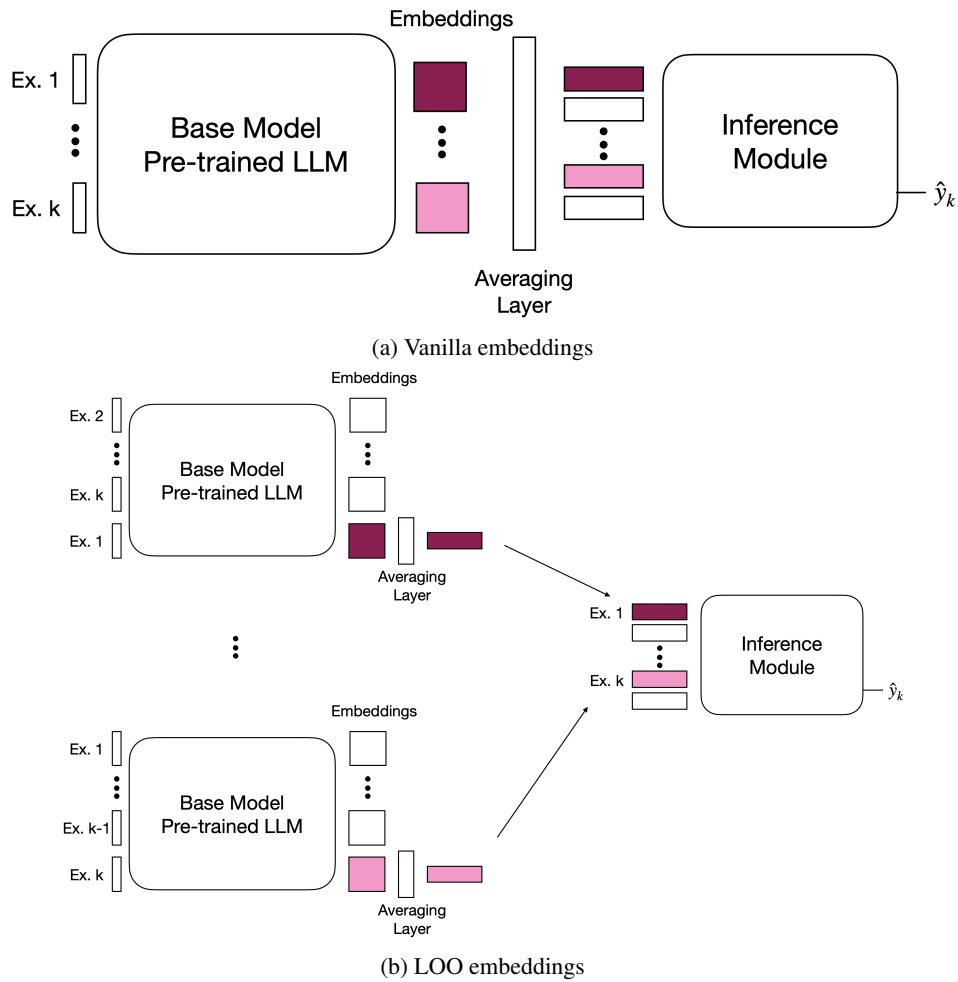 Embeddings
Ex. 1
Base Model
Pre-trained LLM
Inference
Module
Ex. k
ŷₖ
Averaging
Layer
(a) Vanilla embeddings
Embeddings
Ex. 2
Base Model
Pre-trained LLM
Ex. k
Ex. 1
Averaging
Layer
Ex. 1
Inference
Module
Ex. k
ŷₖ
Embeddings
Ex. 1
Base Model
Pre-trained LLM
Ex. k-1
Ex. k
Averaging
Layer
(b) LOO embeddings